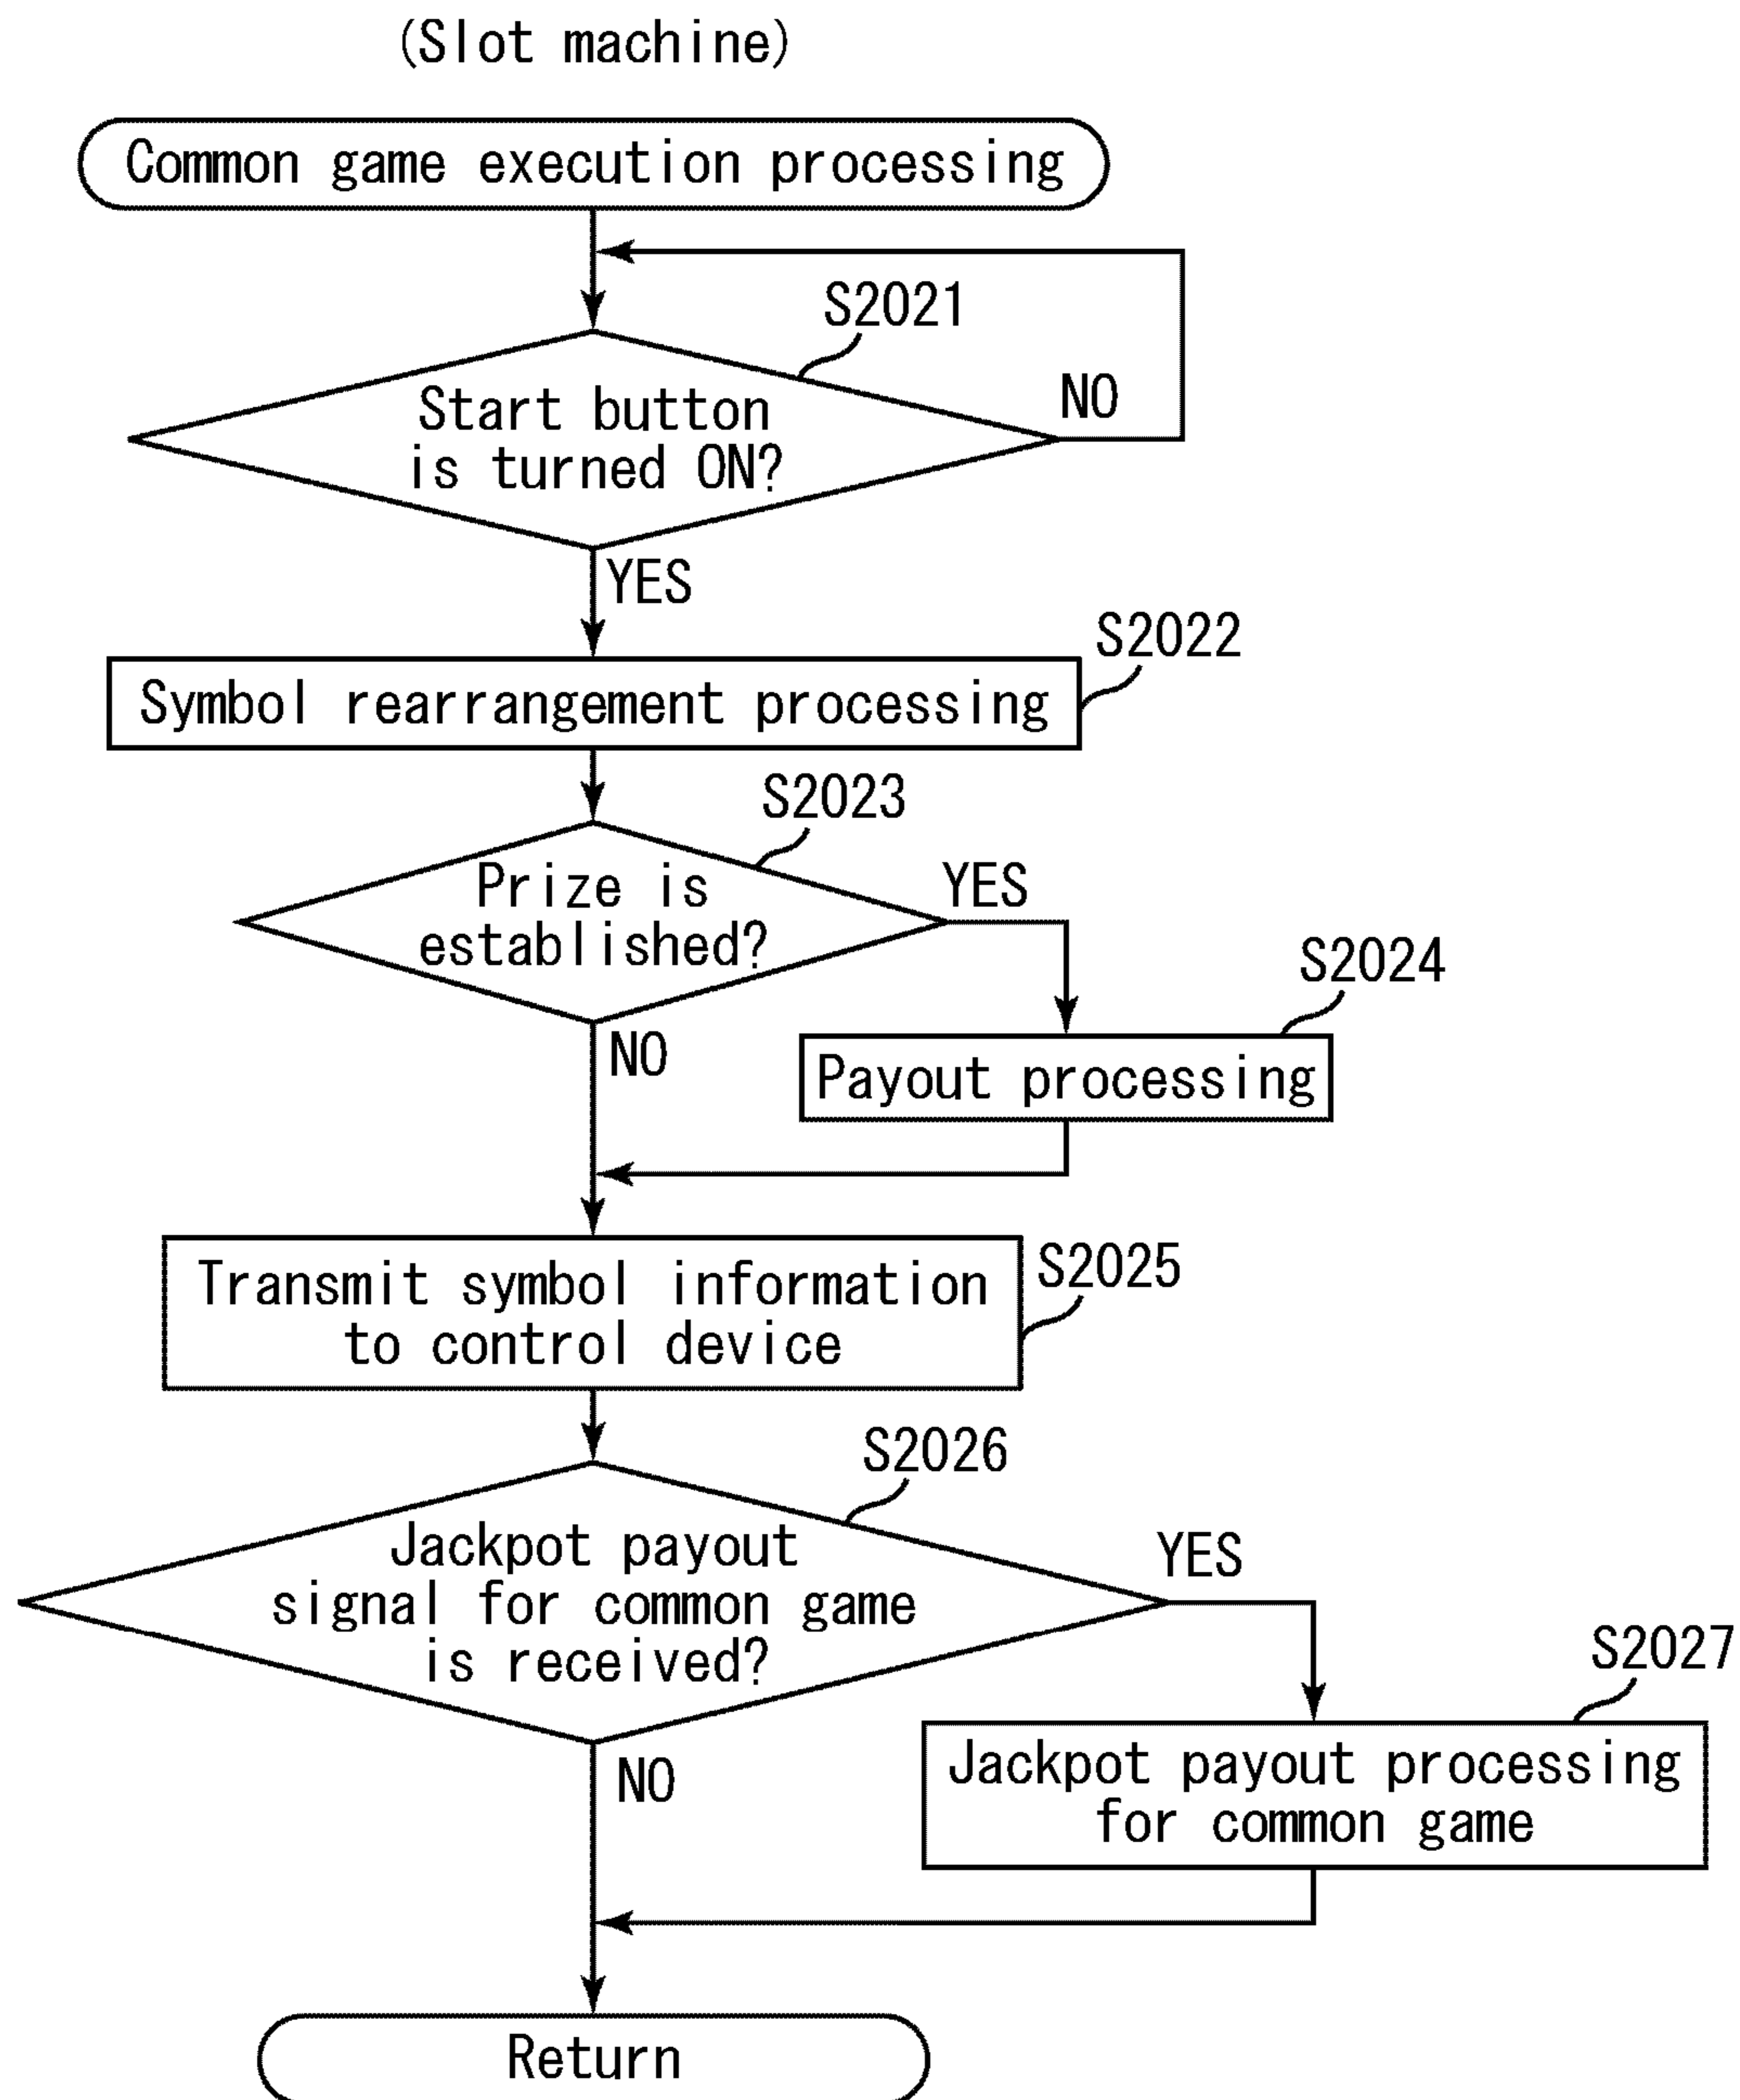 (Slot machine)
Common game execution processing
S2021
Start button
is turned ON?
NO
YES
S2022
Symbol rearrangement processing
S2023
Prize is
established?
YES
NO
S2024
Payout processing
S2025
Transmit symbol information
to control device
S2026
Jackpot payout
signal for common game
is received?
YES
NO
S2027
Jackpot payout processing
for common game
Return